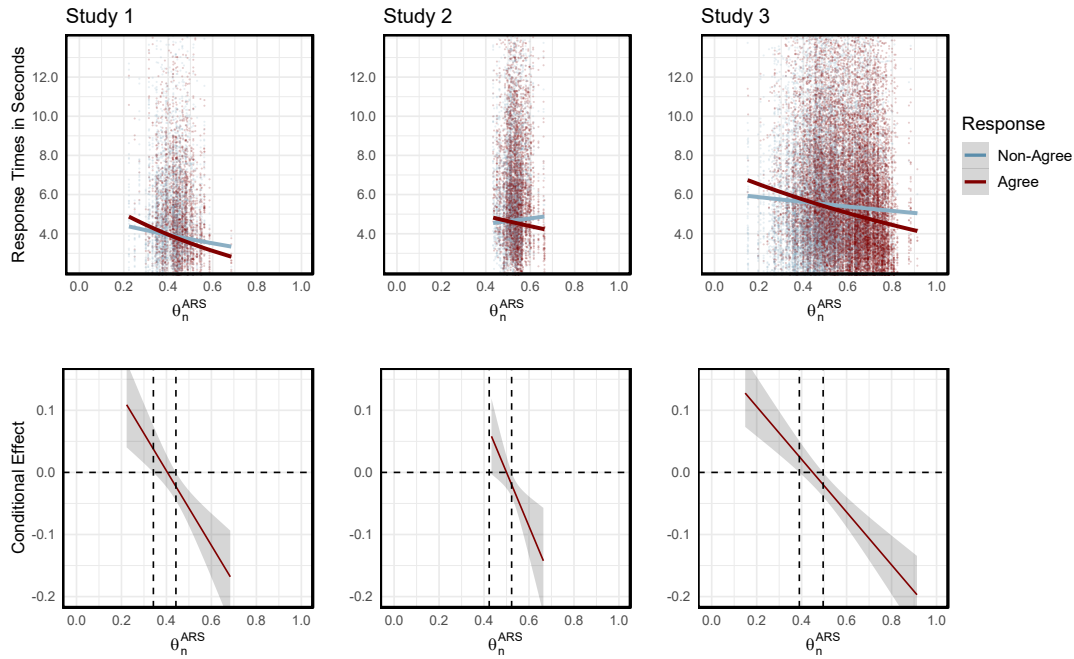 Study 1
Study 2
Study 3
Response Times in Seconds
12.0
10.0
8.0
6.0
4.0
0.0 0.2 0.4 0.6 0.8 1.0
θ_n^ARS
12.0
10.0
8.0
6.0
4.0
0.0 0.2 0.4 0.6 0.8 1.0
θ_n^ARS
12.0
10.0
8.0
6.0
4.0
0.0 0.2 0.4 0.6 0.8 1.0
θ_n^ARS
Response
Non-Agree
Agree
Conditional Effect
0.1
0.0
-0.1
-0.2
0.0 0.2 0.4 0.6 0.8 1.0
θ_n^ARS
0.1
0.0
-0.1
-0.2
0.0 0.2 0.4 0.6 0.8 1.0
θ_n^ARS
0.1
0.0
-0.1
-0.2
0.0 0.2 0.4 0.6 0.8 1.0
θ_n^ARS